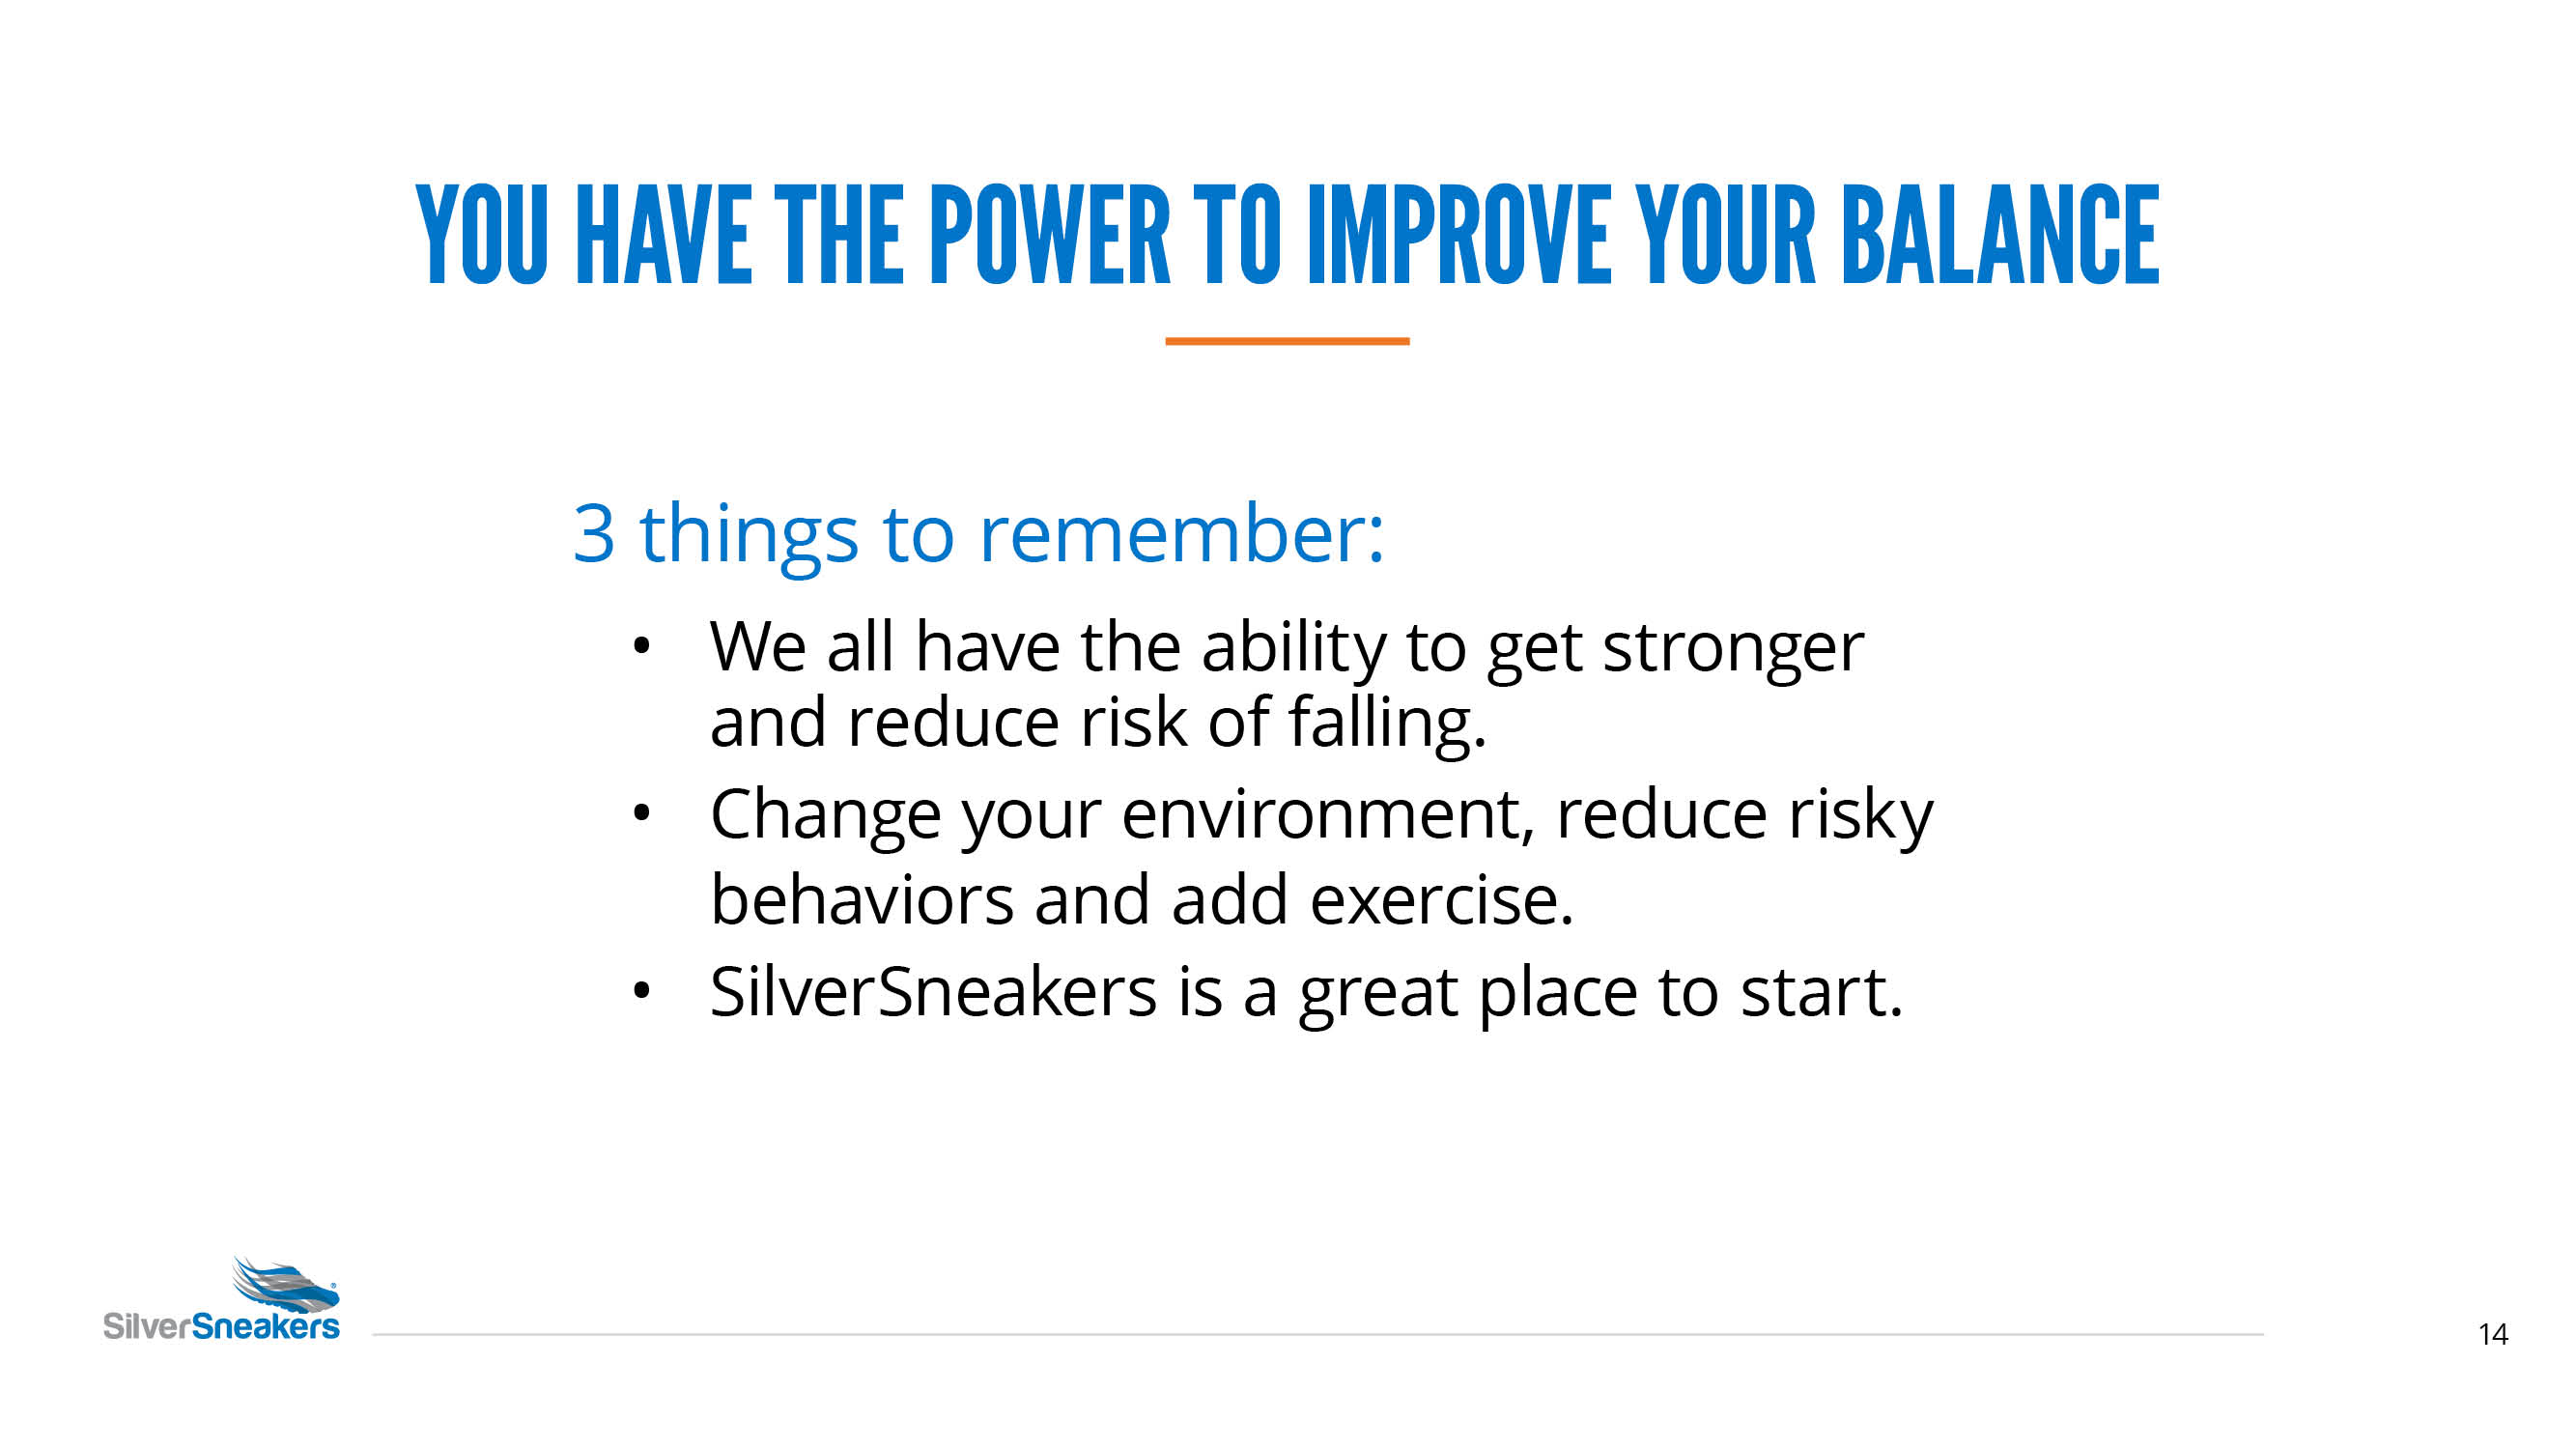 YOU HAVE THE POWER TO IMPROVE YOUR BALANCE
3 things to remember:
• We all have the ability to get stronger
and reduce risk of falling.
• Change your environment, reduce risky
behaviors and add exercise.
• SilverSneakers is a great place to start.
®
SilverSneakers
14